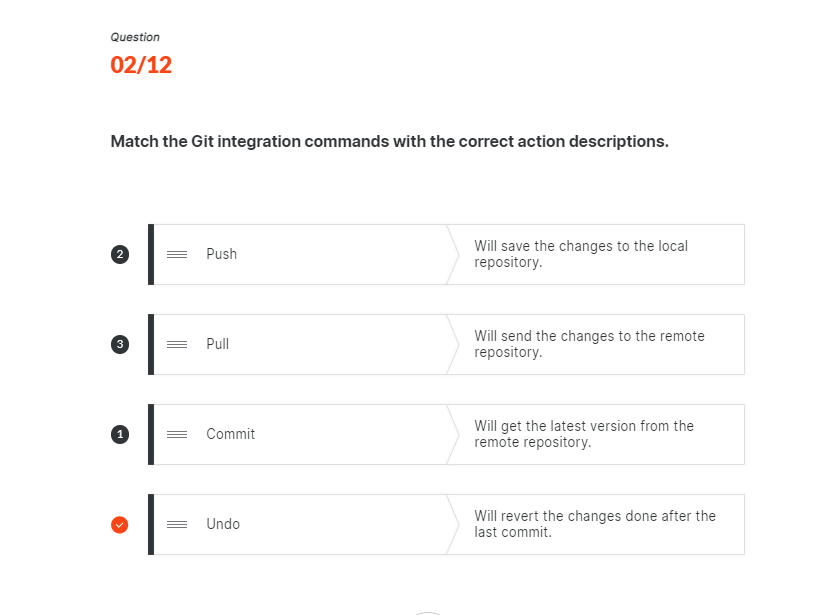 Question
02/12
Match the Git integration commands with the correct action descriptions.
2
Push
Will save the changes to the local
repository.
3
Pull
Will send the changes to the remote
repository.
1
Commit
Will get the latest version from the
remote repository.
Undo
Will revert the changes done after the
last commit.